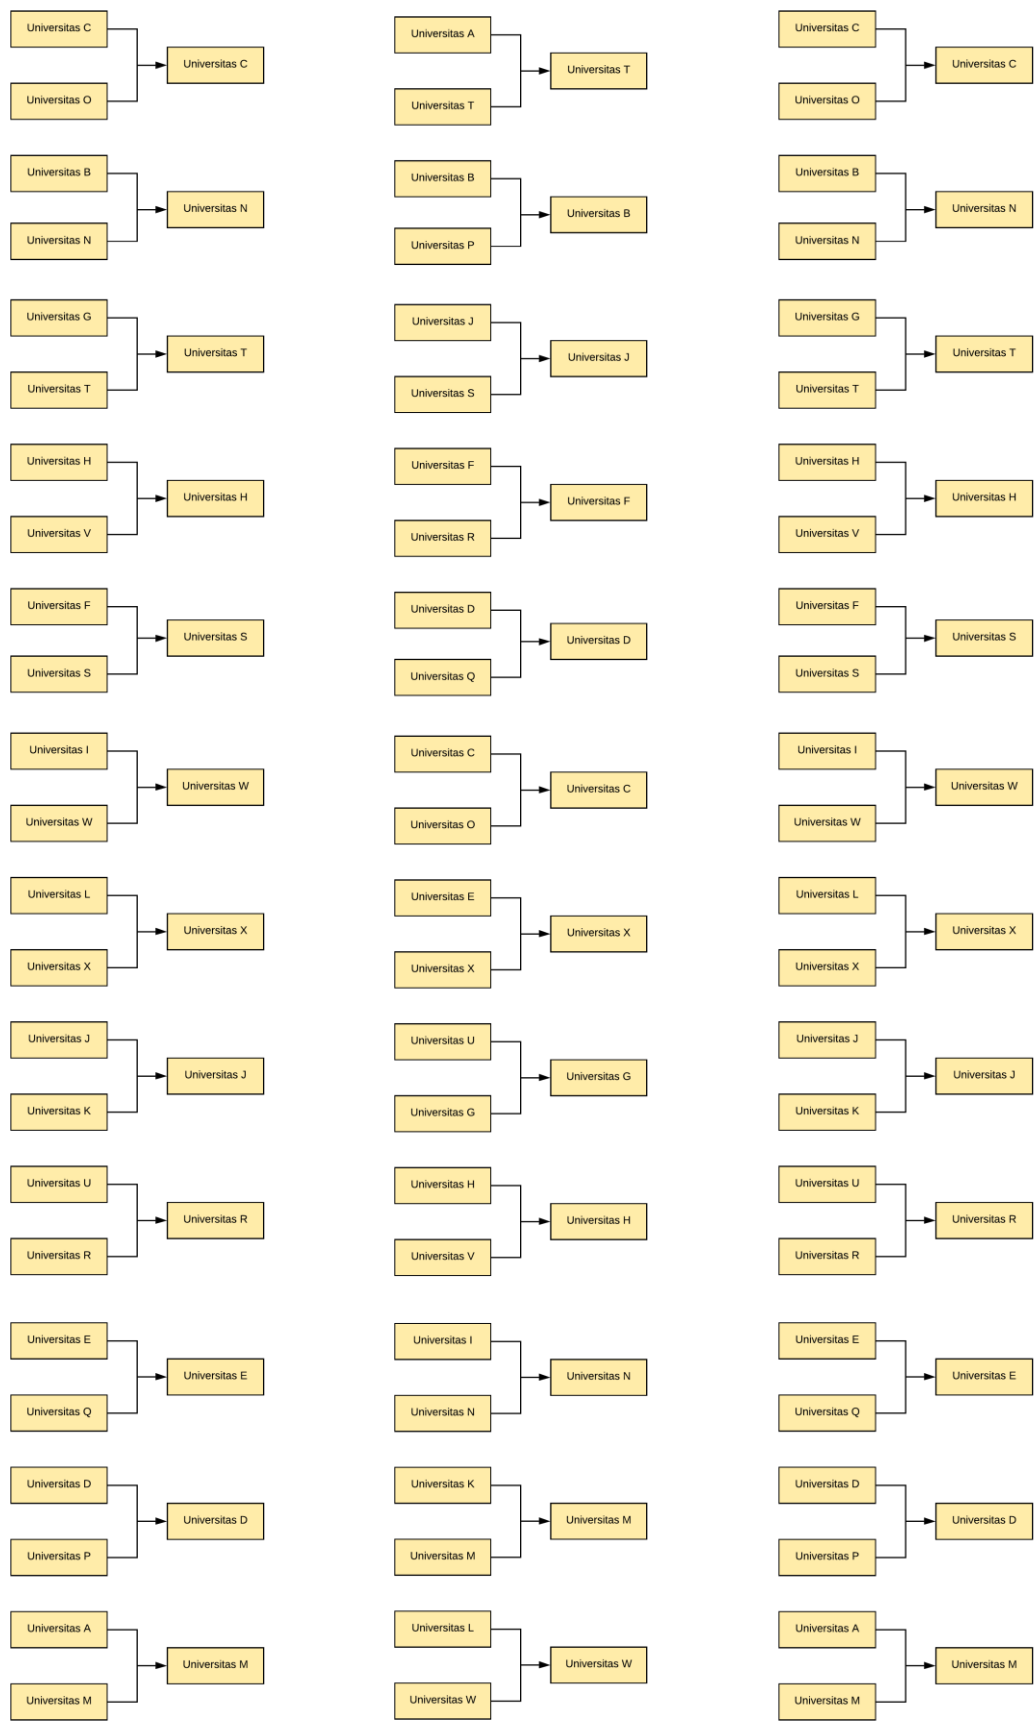 Universitas C
Universitas O
Universitas C
Universitas B
Universitas N
Universitas N
Universitas G
Universitas T
Universitas T
Universitas H
Universitas V
Universitas H
Universitas F
Universitas S
Universitas S
Universitas I
Universitas W
Universitas W
Universitas L
Universitas X
Universitas X
Universitas J
Universitas K
Universitas J
Universitas U
Universitas R
Universitas R
Universitas E
Universitas Q
Universitas E
Universitas D
Universitas P
Universitas D
Universitas A
Universitas M
Universitas M
Universitas A
Universitas T
Universitas T
Universitas B
Universitas P
Universitas B
Universitas J
Universitas S
Universitas J
Universitas F
Universitas R
Universitas F
Universitas D
Universitas Q
Universitas D
Universitas C
Universitas O
Universitas C
Universitas E
Universitas X
Universitas X
Universitas U
Universitas G
Universitas G
Universitas H
Universitas V
Universitas H
Universitas I
Universitas N
Universitas N
Universitas K
Universitas M
Universitas M
Universitas L
Universitas W
Universitas W
Universitas C
Universitas O
Universitas C
Universitas B
Universitas N
Universitas N
Universitas G
Universitas T
Universitas T
Universitas H
Universitas V
Universitas H
Universitas F
Universitas S
Universitas S
Universitas I
Universitas W
Universitas W
Universitas L
Universitas X
Universitas X
Universitas J
Universitas K
Universitas J
Universitas U
Universitas R
Universitas R
Universitas E
Universitas Q
Universitas E
Universitas D
Universitas P
Universitas D
Universitas A
Universitas M
Universitas M